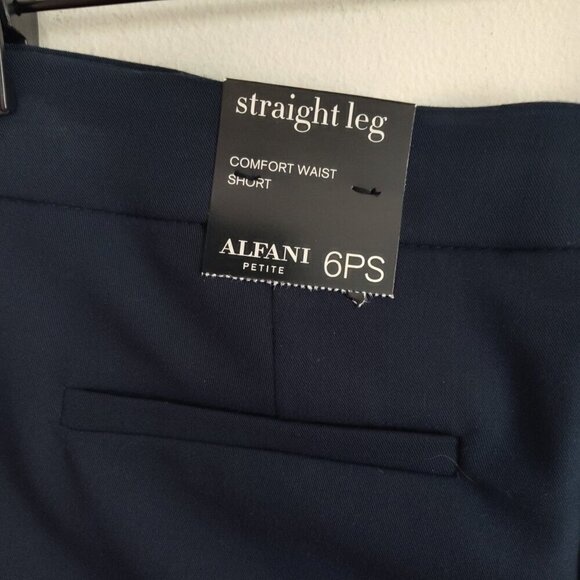 straight leg
COMFORT WAIST
SHORT
ALFANI
PETITE
6PS